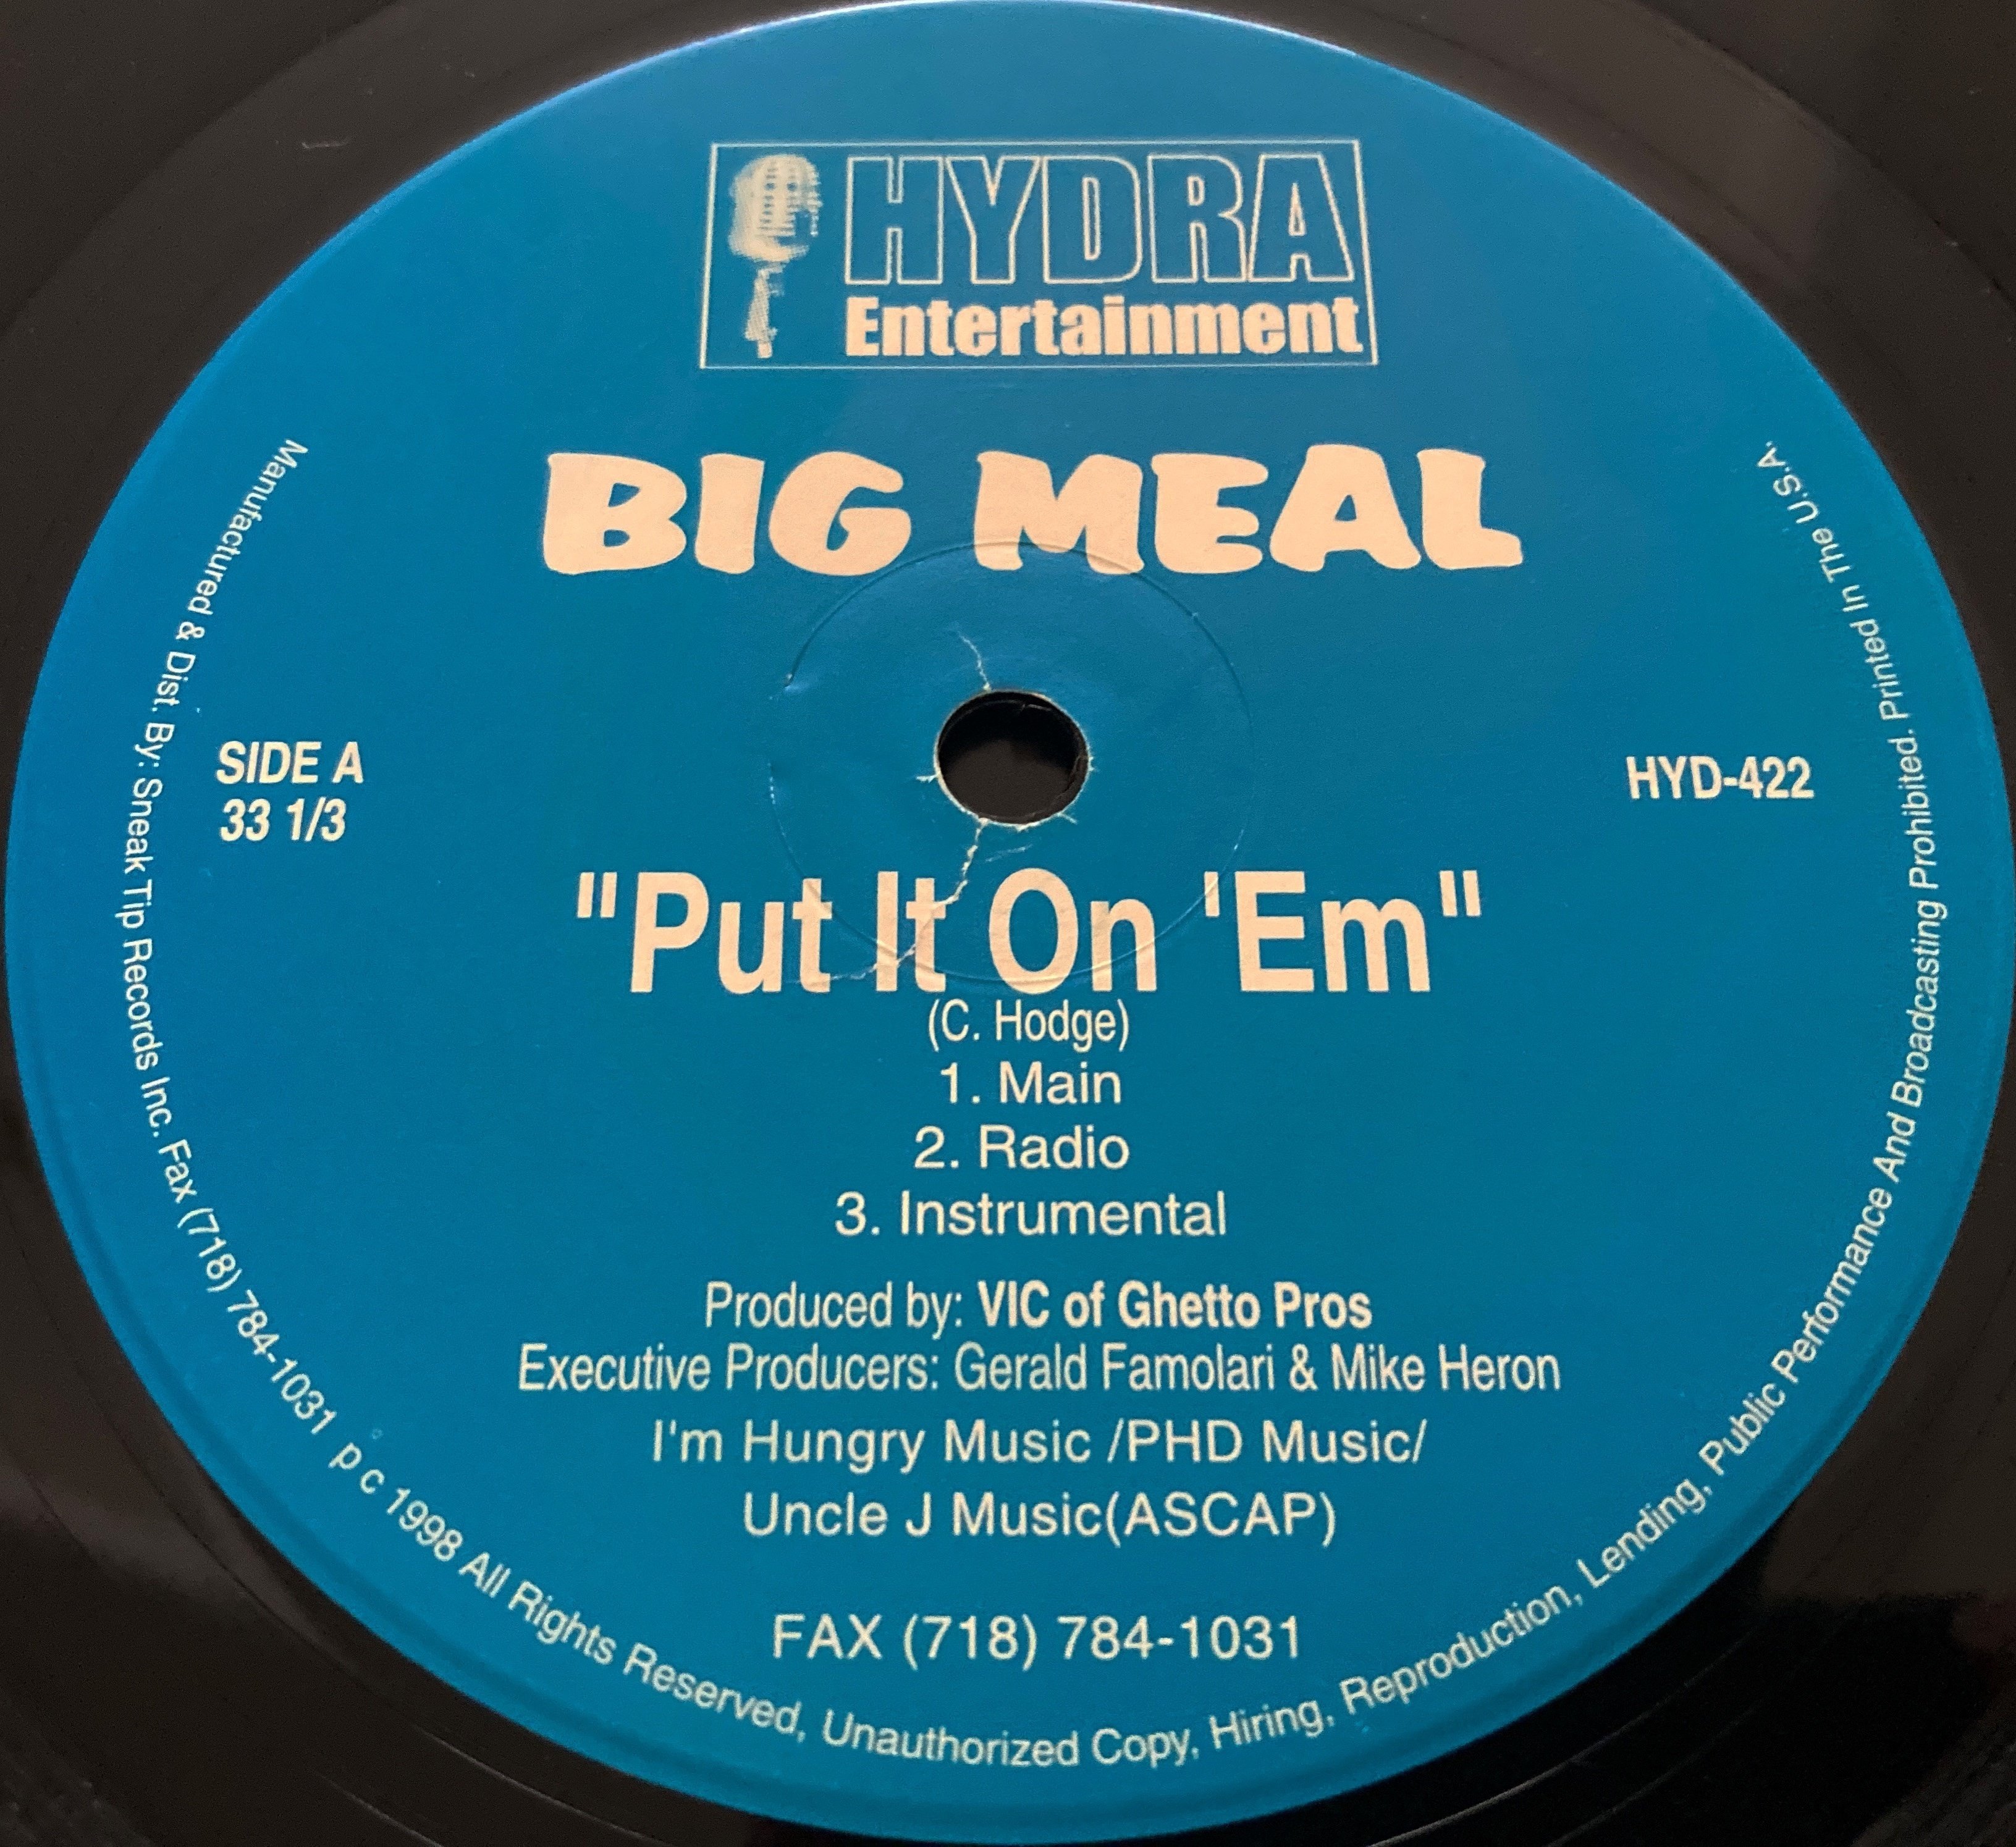 HYDRA
Entertainment
BIG MEAL
SIDE A
33 1/3
HYD-422
"Put It On 'Em"
(C. Hodge)
1. Main
2. Radio
3. Instrumental
Produced by: VIC of Ghetto Pros
Executive Producers: Gerald Famolari & Mike Heron
I'm Hungry Music /PHD Music/
Uncle J Music(ASCAP)
FAX (718) 784-1031
Manufactured & Dist. By: Sneak Tip Records Inc. Fax (718) 784-1031 p c 1998 All Rights Reserved, Unauthorized Copy, Hiring, Reproduction, Lending, Public Performance And Broadcasting Prohibited. Printed In The U.S.A.